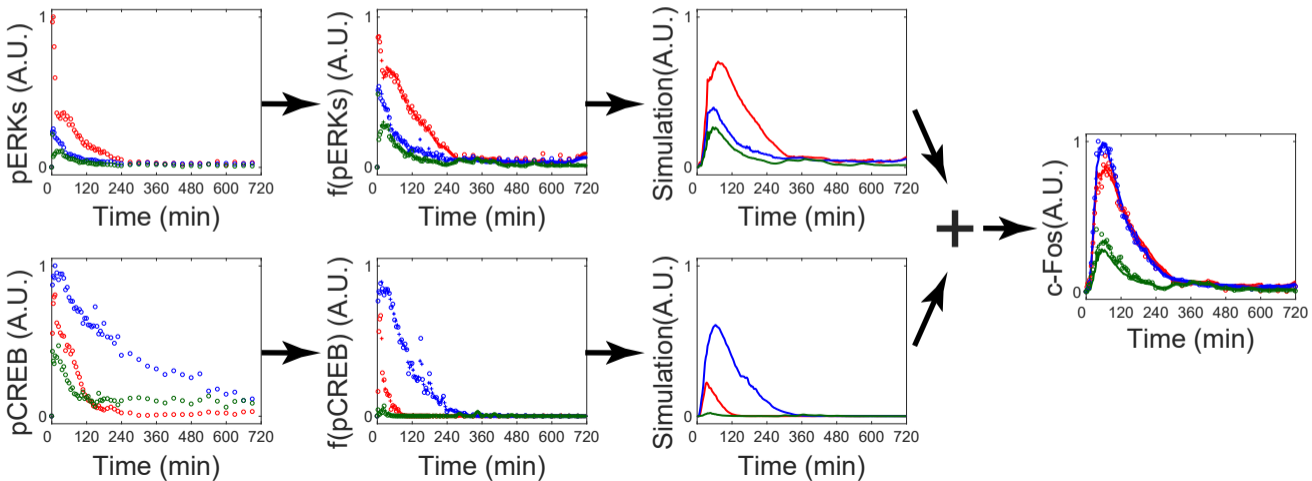 pERKs (A.U.)
1
0
0 120 240 360 480 600 720
Time (min)
f(pERKs) (A.U.)
1
0
0 120 240 360 480 600 720
Time (min)
Simulation(A.U.)
1
0
0 120 240 360 480 600 720
Time (min)
pCREB (A.U.)
1
0
0 120 240 360 480 600 720
Time (min)
f(pCREB) (A.U.)
1
0
0 120 240 360 480 600 720
Time (min)
Simulation(A.U.)
1
0
0 120 240 360 480 600 720
Time (min)
+
c-Fos(A.U.)
1
0
0 120 240 360 480 600 720
Time (min)